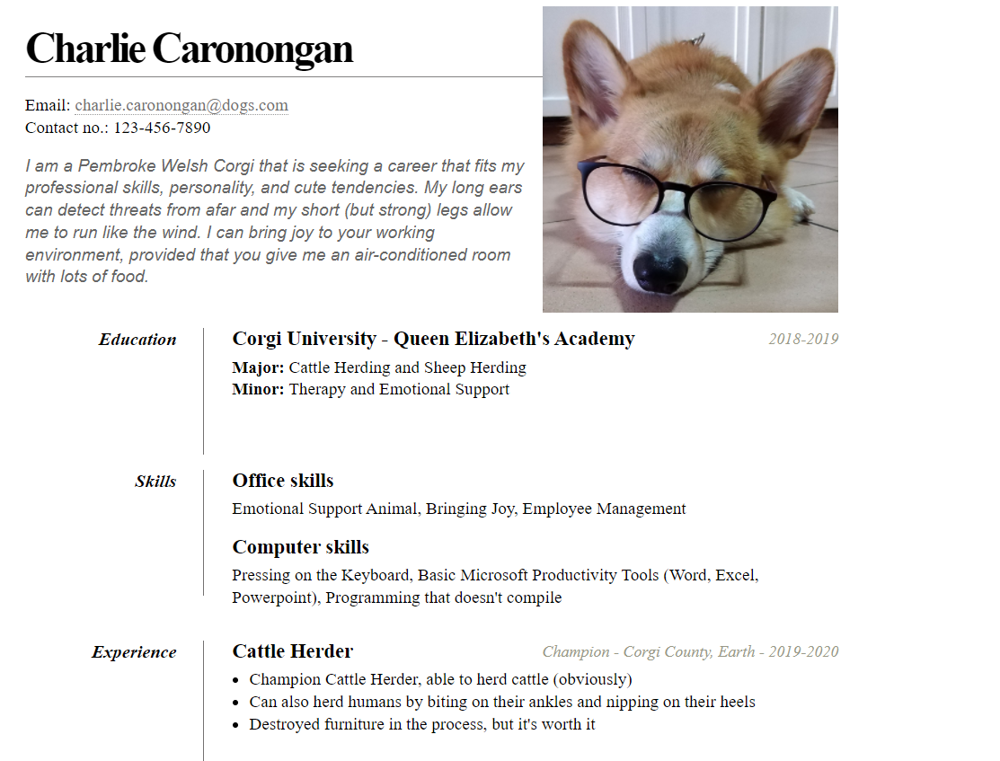 Charlie Caronongan
Email: charlie.caronongan@dogs.com
Contact no.: 123-456-7890
I am a Pembroke Welsh Corgi that is seeking a career that fits my
professional skills, personality, and cute tendencies. My long ears
can detect threats from afar and my short (but strong) legs allow
me to run like the wind. I can bring joy to your working
environment, provided that you give me an air-conditioned room
with lots of food.
Education
Corgi University - Queen Elizabeth's Academy
2018-2019
Major: Cattle Herding and Sheep Herding
Minor: Therapy and Emotional Support
Skills
Office skills
Emotional Support Animal, Bringing Joy, Employee Management
Computer skills
Pressing on the Keyboard, Basic Microsoft Productivity Tools (Word, Excel,
Powerpoint), Programming that doesn't compile
Experience
Cattle Herder
Champion - Corgi County, Earth - 2019-2020
Champion Cattle Herder, able to herd cattle (obviously)
Can also herd humans by biting on their ankles and nipping on their heels
Destroyed furniture in the process, but it's worth it